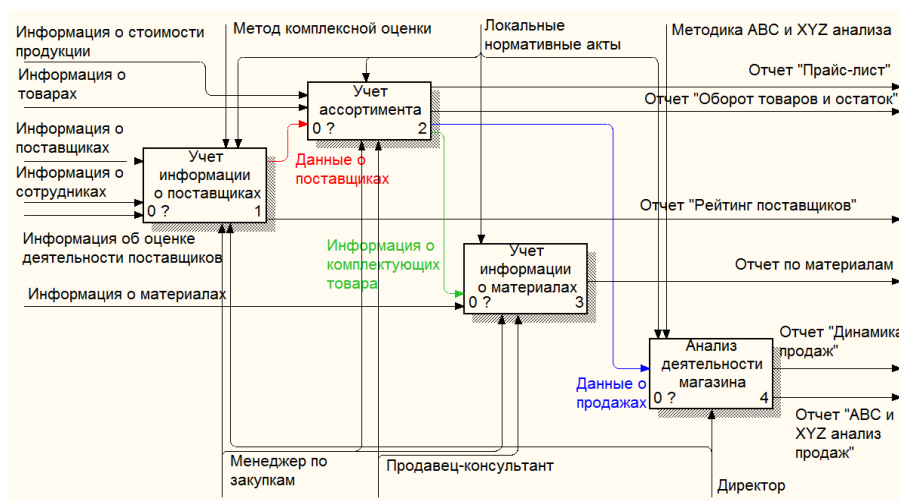 Информация о стоимости
продукции
Метод комплексной оценки
Локальные
нормативные акты
Методика ABC и XYZ анализа
Информация о
товарах
Учет
ассортимента
0 ? 2
Отчет "Прайс-лист"
Отчет "Оборот товаров и остаток"
Информация о
поставщиках
Информация о
сотрудниках
Учет
информации
о поставщиках
0 ? 1
Данные о
поставщиках
Отчет "Рейтинг поставщиков"
Информация об оценке
деятельности поставщиков
Информация о
комплектующих
товара
Учет
информации
о материалах
0 ? 3
Отчет по материалам
Информация о материалах
Данные о
продажах
Анализ
деятельности
магазина
0 ? 4
Отчет "Динамика
продаж"
Отчет "ABC и
XYZ анализ
продаж"
Менеджер по
закупкам
Продавец-консультант
Директор